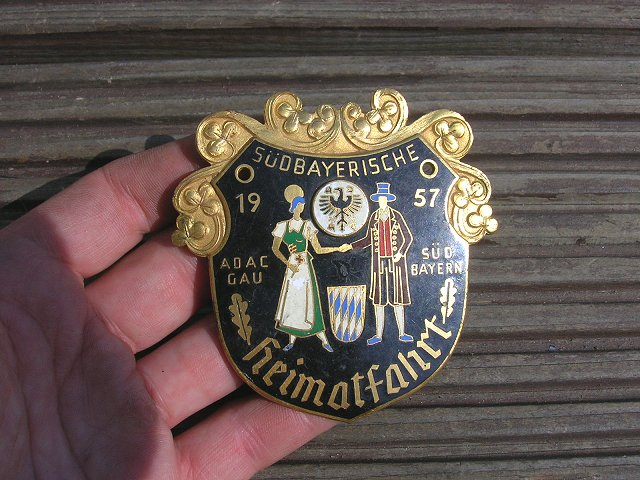 SÜDBAYERISCHE
19 57
ADAC GAU
SÜD BAYERN
Heimatfahrt